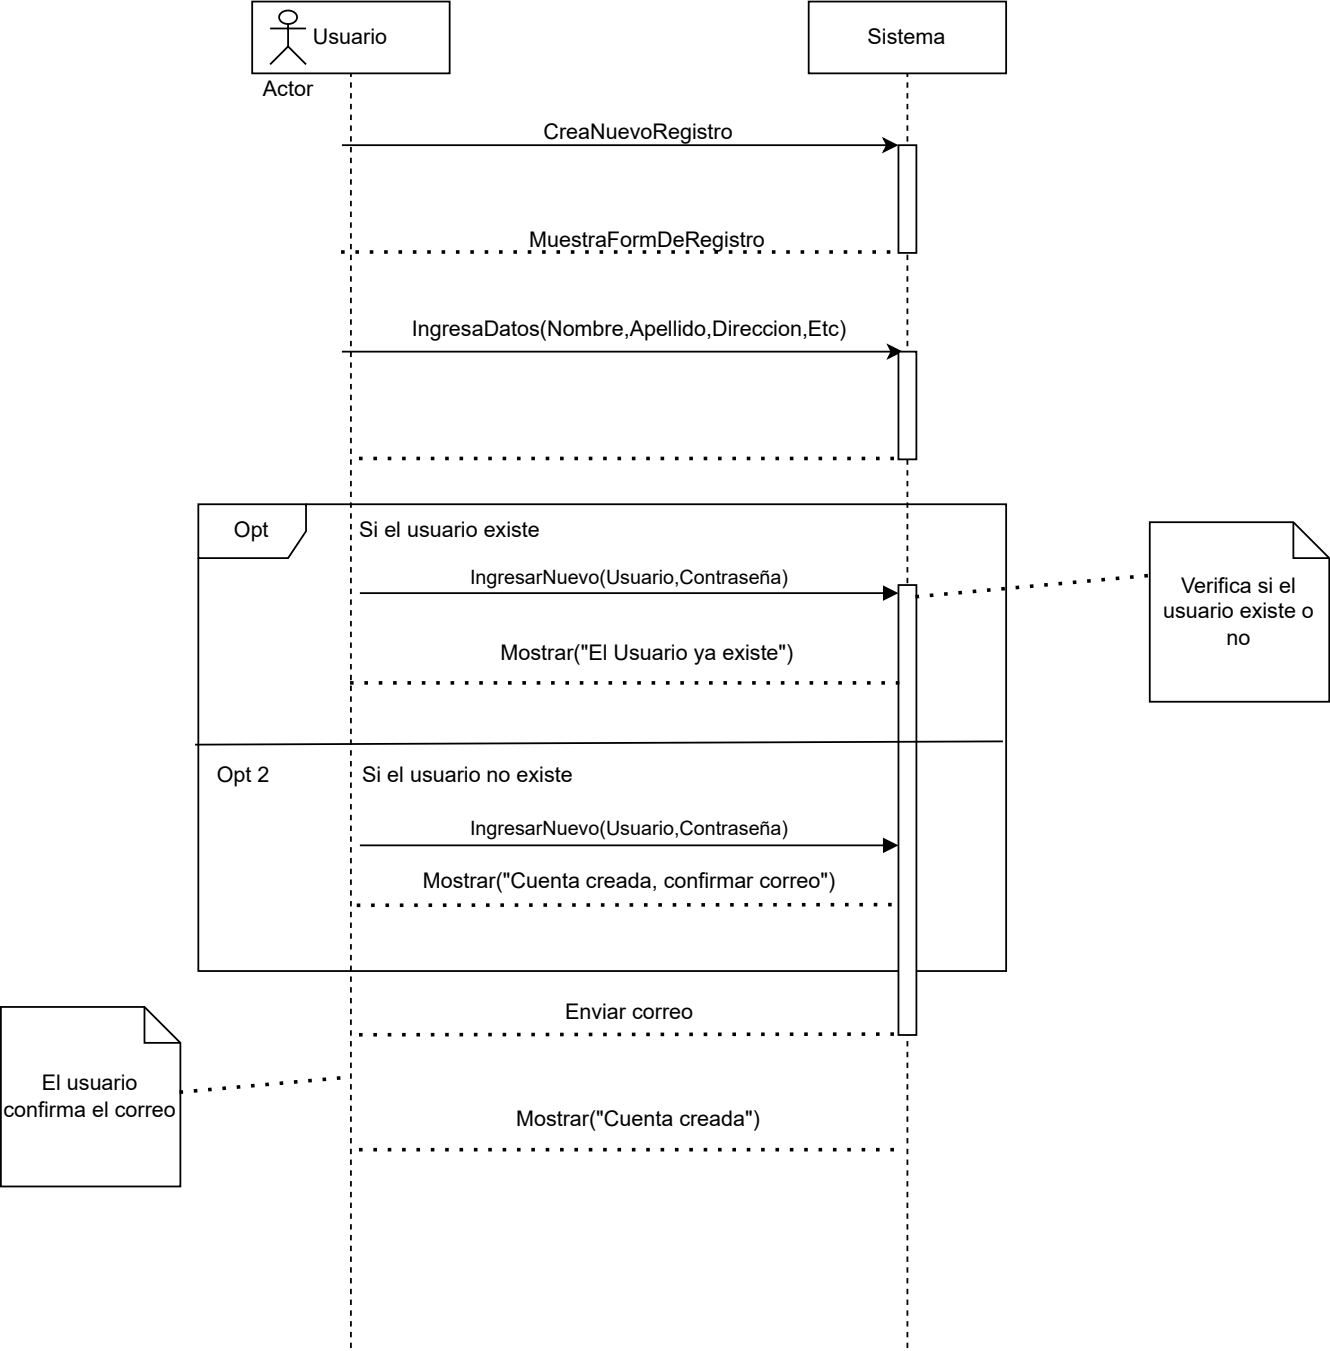 Usuario
Sistema
Actor
CreaNuevoRegistro
MuestraFormDeRegistro
IngresaDatos(Nombre,Apellido,Direccion,Etc)
Opt
Si el usuario existe
IngresarNuevo(Usuario,Contraseña)
Verifica si el
usuario existe o
no
Mostrar("El Usuario ya existe")
Opt 2
Si el usuario no existe
IngresarNuevo(Usuario,Contraseña)
Mostrar("Cuenta creada, confirmar correo")
Enviar correo
El usuario
confirma el correo
Mostrar("Cuenta creada")